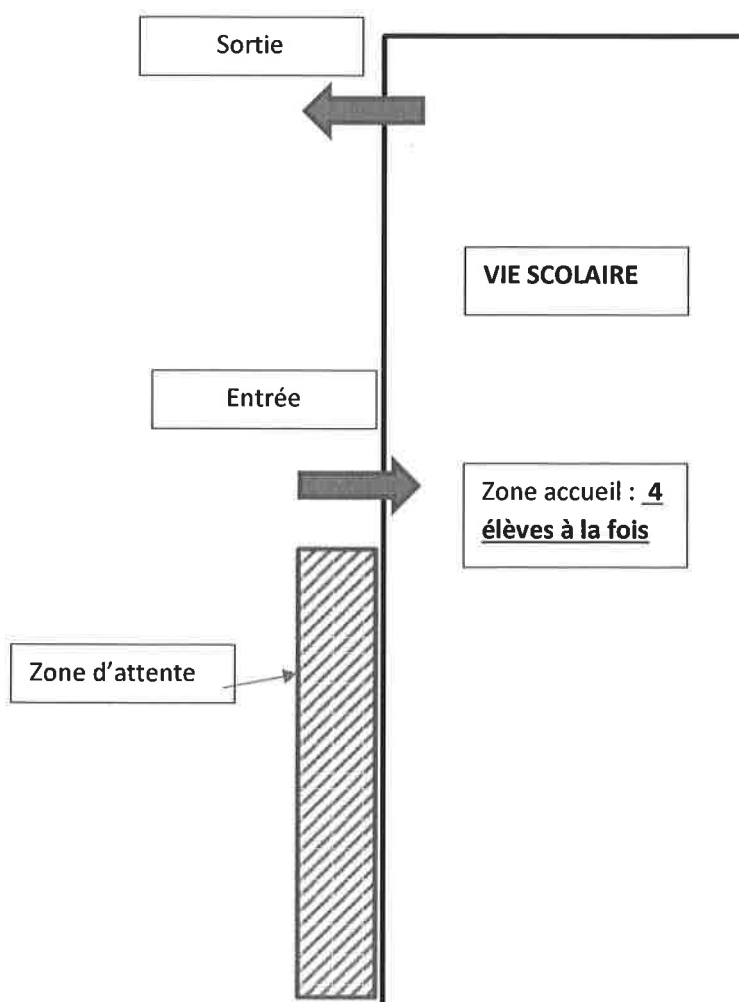 Sortie
VIE SCOLAIRE
Entrée
Zone accueil : 4
élèves à la fois
Zone d'attente